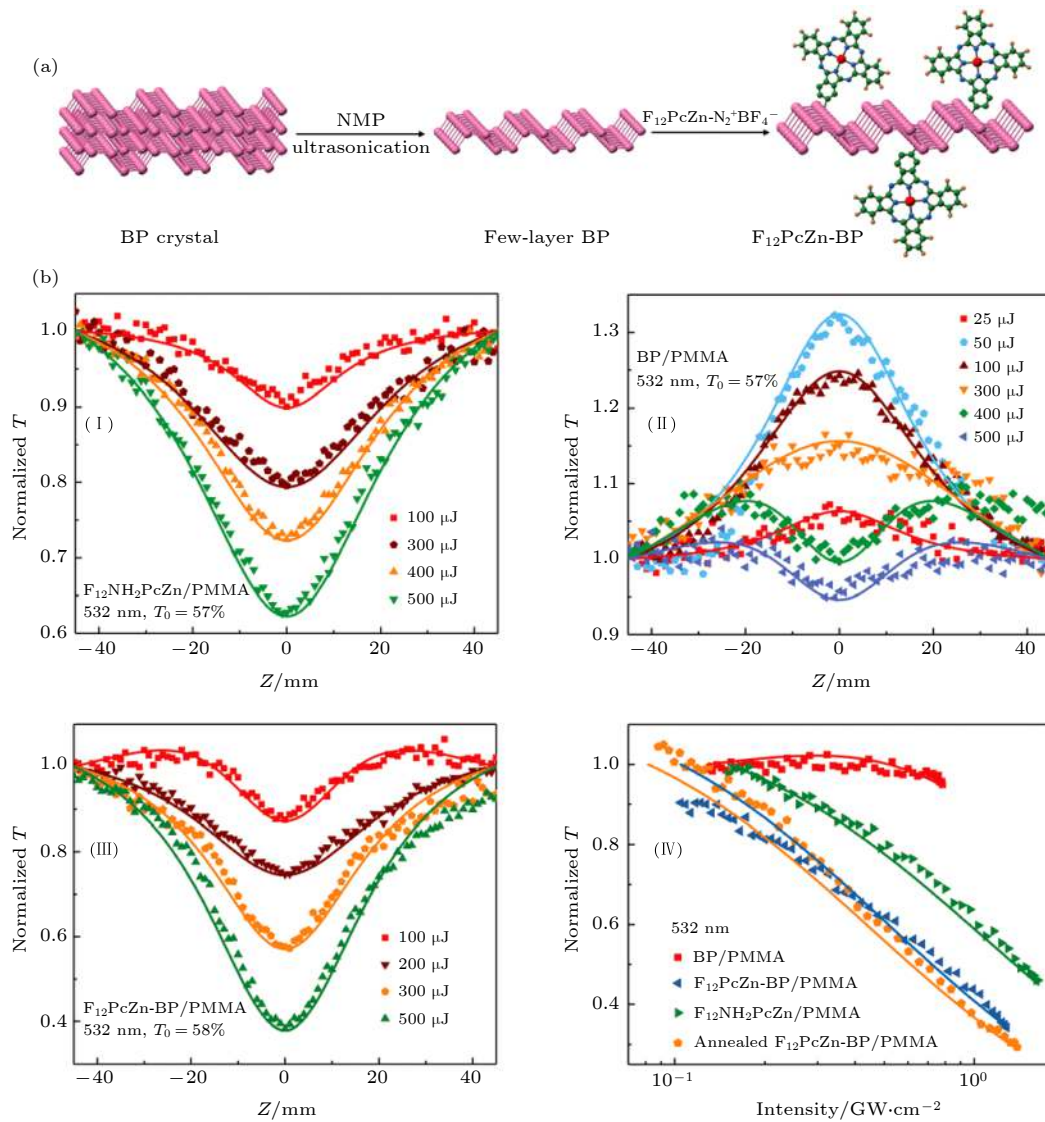 (a)
NMP
ultrasonication
F₁₂PcZn-N₂⁺BF₄⁻
BP crystal
Few-layer BP
F₁₂PcZn-BP
(b)
1.0
0.9
0.8
0.7
0.6
Normalized T
(Ⅰ)
100 μJ
300 μJ
400 μJ
500 μJ
F₁₂NH₂PcZn/PMMA
532 nm, T₀ = 57%
−40 −20 0 20 40
Z/mm
1.3
1.2
1.1
1.0
0.9
Normalized T
BP/PMMA
532 nm, T₀ = 57%
(Ⅱ)
25 μJ
50 μJ
100 μJ
300 μJ
400 μJ
500 μJ
−40 −20 0 20 40
Z/mm
1.0
0.8
0.6
0.4
Normalized T
(Ⅲ)
100 μJ
200 μJ
300 μJ
500 μJ
F₁₂PcZn-BP/PMMA
532 nm, T₀ = 58%
−40 −20 0 20 40
Z/mm
1.0
0.8
0.6
0.4
Normalized T
(Ⅳ)
532 nm
BP/PMMA
F₁₂PcZn-BP/PMMA
F₁₂NH₂PcZn/PMMA
Annealed F₁₂PcZn-BP/PMMA
10⁻¹ 10⁰
Intensity/GW·cm⁻²